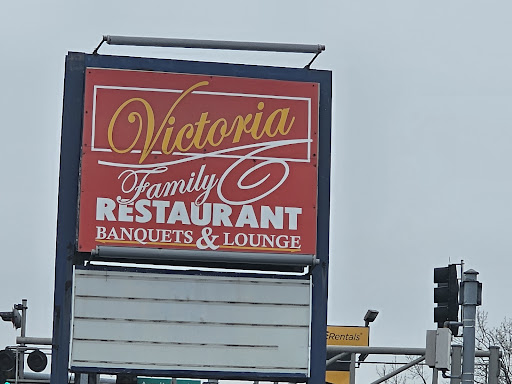 Victoria
Family
RESTAURANT
BANQUETS & LOUNGE
Rentals